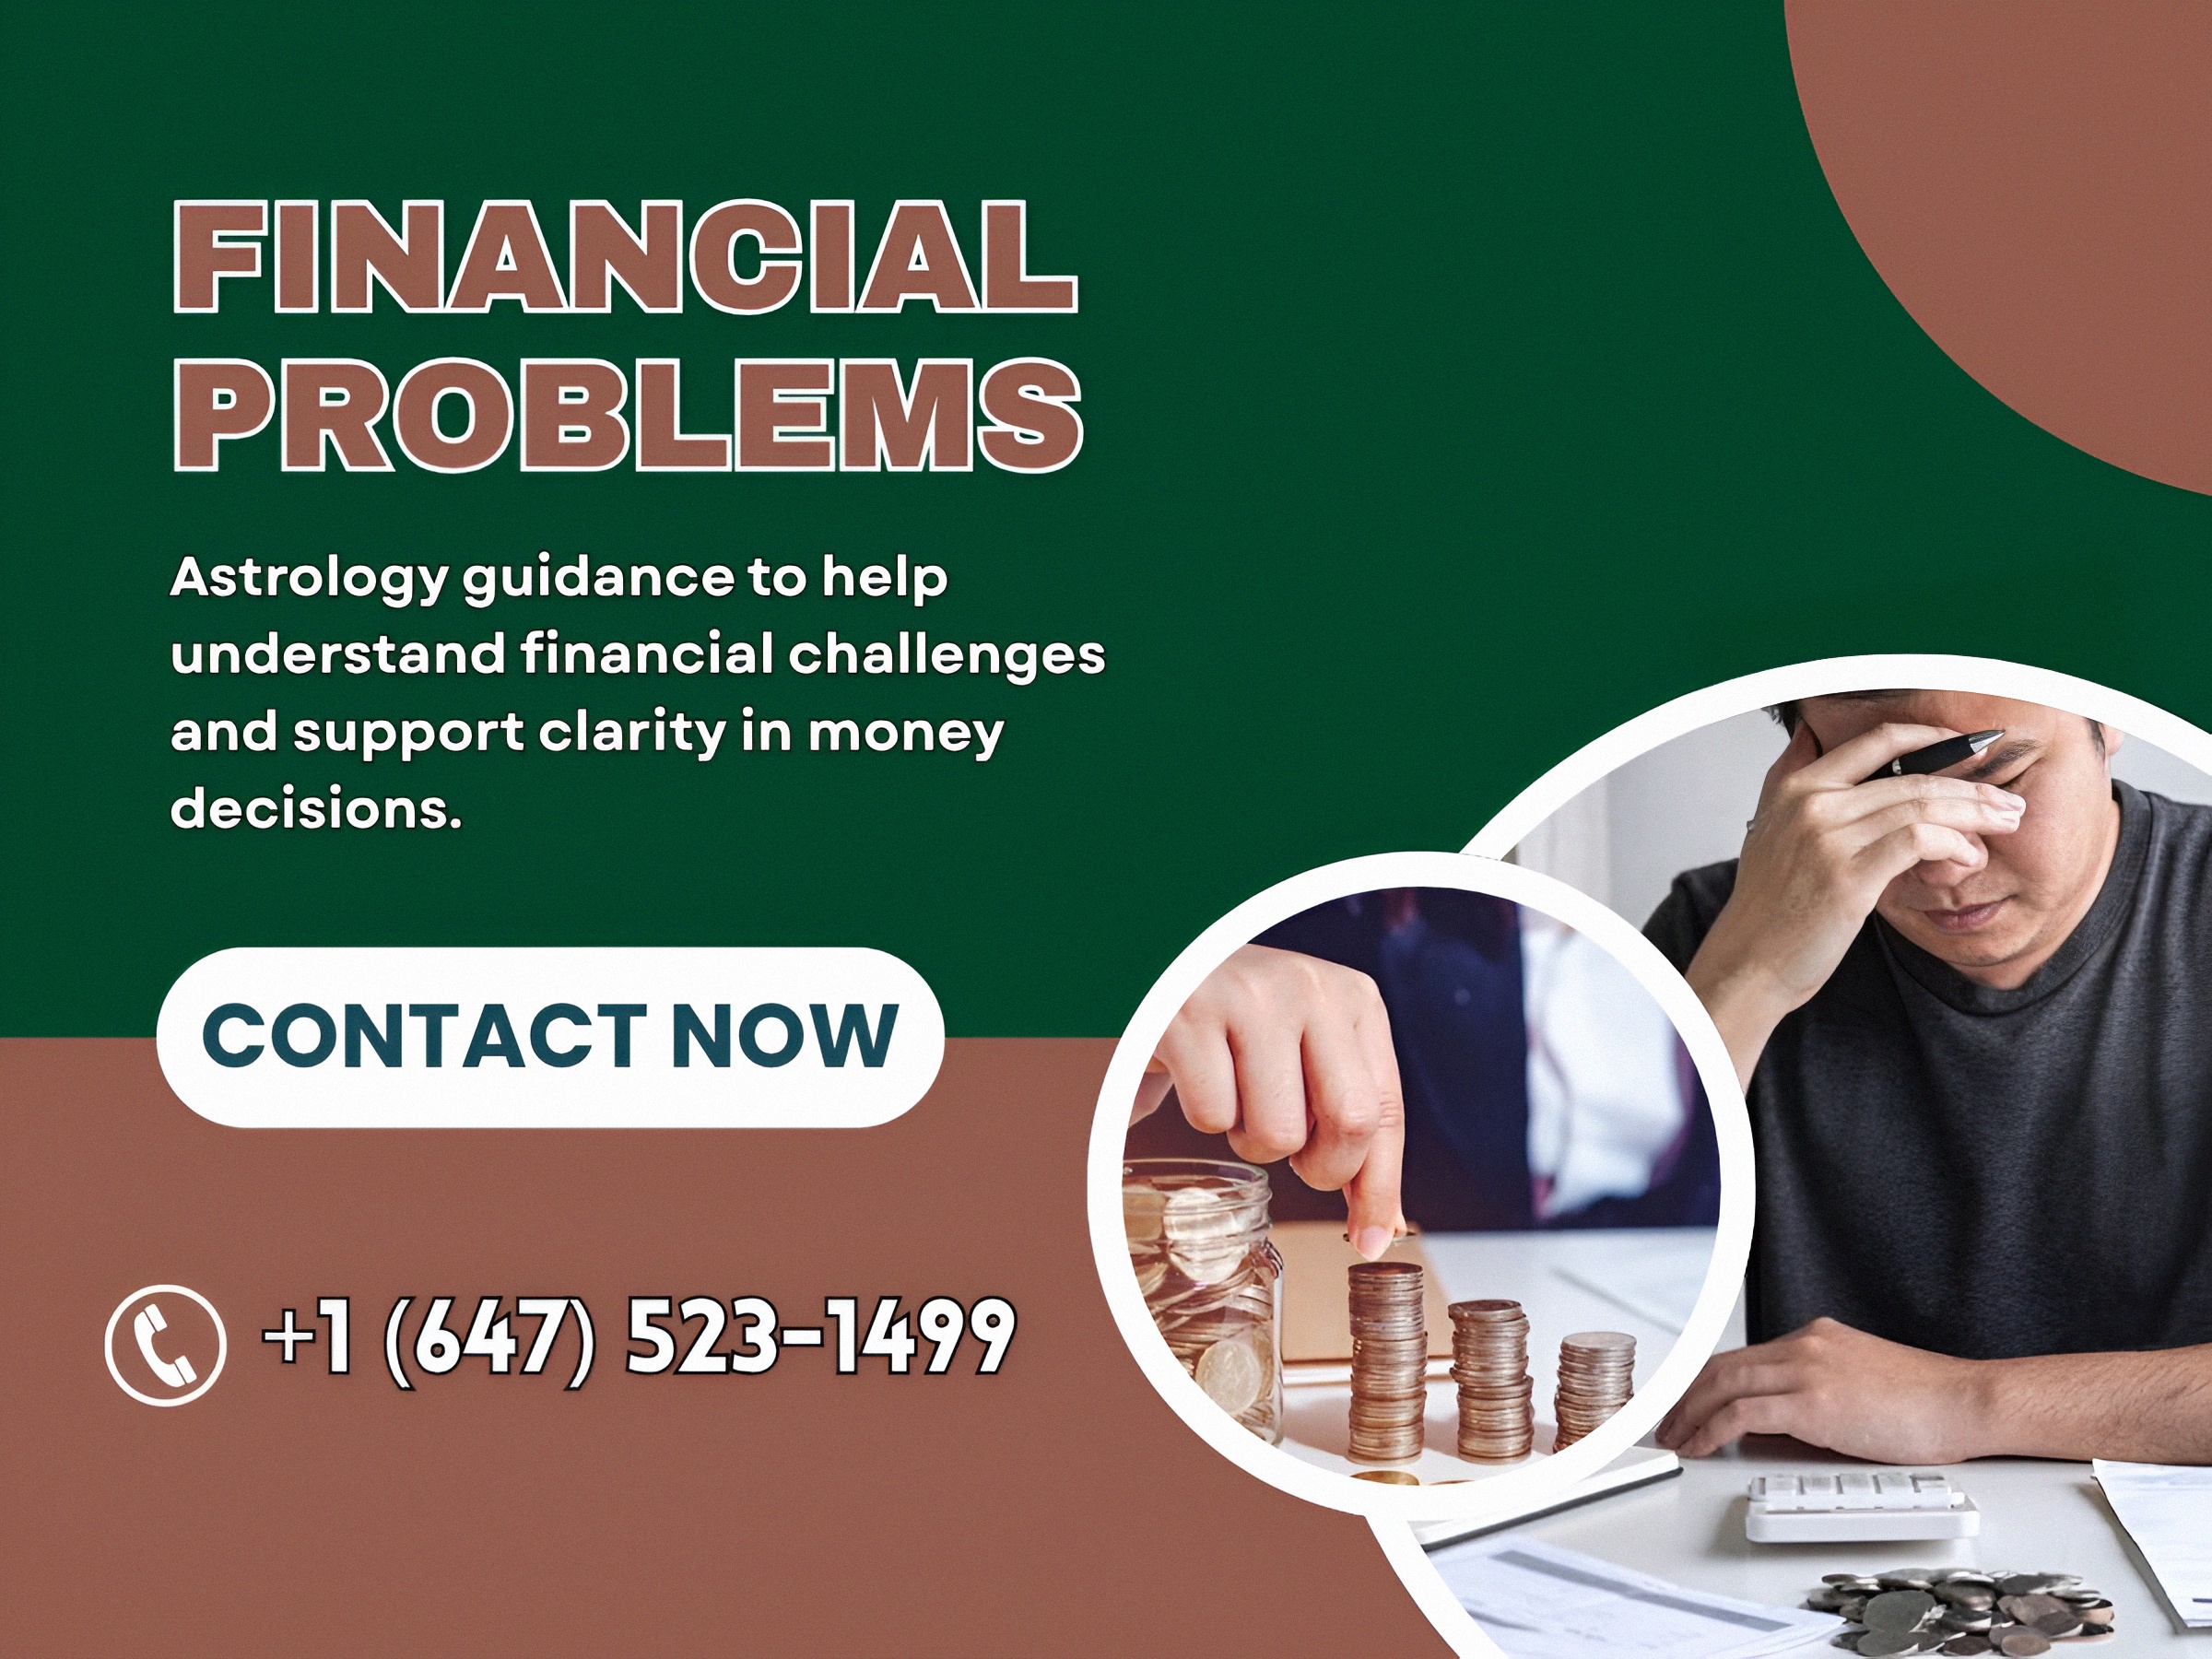 FINANCIAL
PROBLEMS
Astrology guidance to help
understand financial challenges
and support clarity in money
decisions.
CONTACT NOW
+1 (647) 523-1499